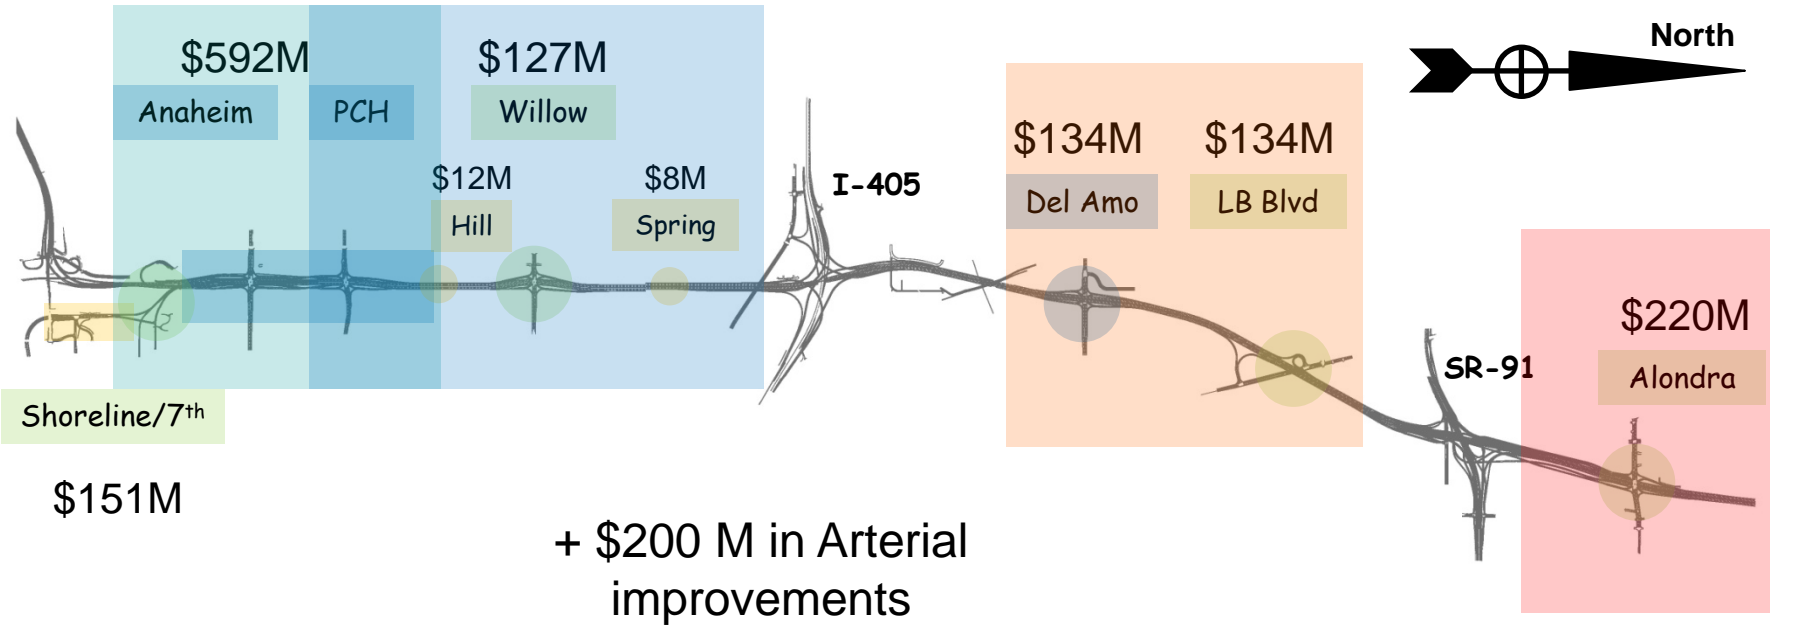 North
$592M
$127M
Anaheim
PCH
Willow
$134M
$134M
$12M
$8M
I-405
Del Amo
LB Blvd
Hill
Spring
$220M
SR-91
Alondra
Shoreline/7th
$151M
+ $200 M in Arterial
improvements